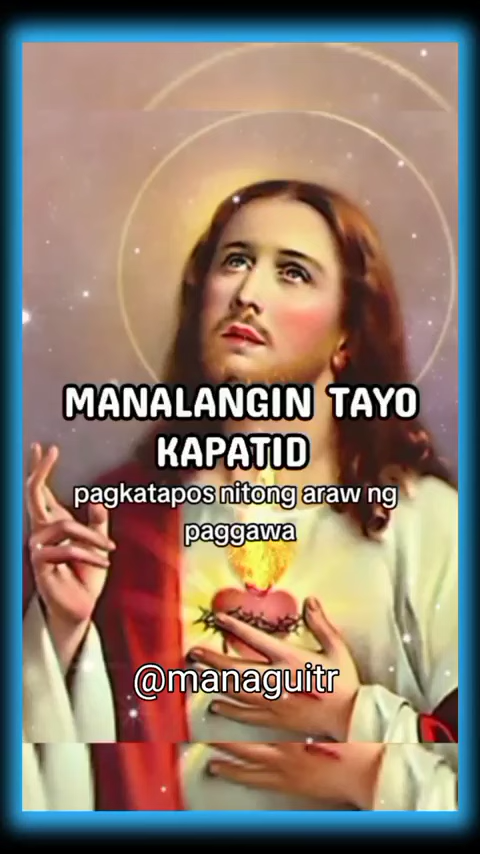 MANALANGIN TAYO
KAPATID
pagkatapos nitong araw ng
paggawa
@managuitr